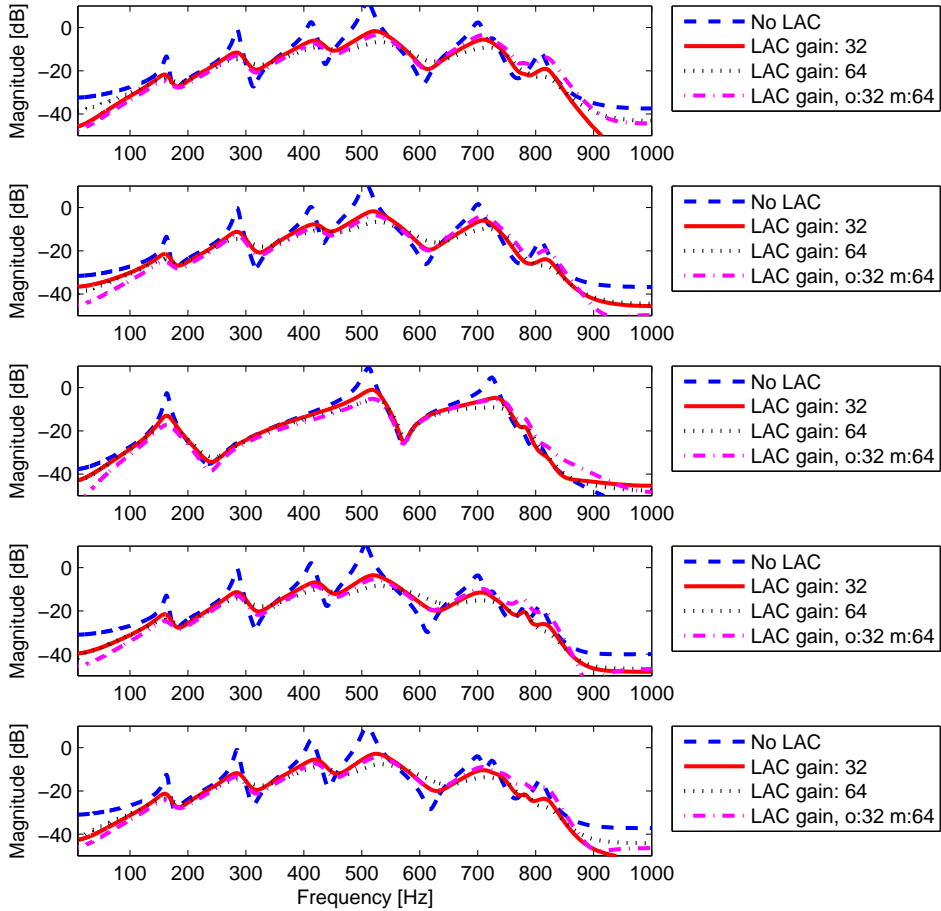 Magnitude [dB]
0
−20
−40
100 200 300 400 500 600 700 800 900 1000
No LAC
LAC gain: 32
LAC gain: 64
LAC gain, o:32 m:64
Magnitude [dB]
0
−20
−40
100 200 300 400 500 600 700 800 900 1000
No LAC
LAC gain: 32
LAC gain: 64
LAC gain, o:32 m:64
Magnitude [dB]
0
−20
−40
100 200 300 400 500 600 700 800 900 1000
No LAC
LAC gain: 32
LAC gain: 64
LAC gain, o:32 m:64
Magnitude [dB]
0
−20
−40
100 200 300 400 500 600 700 800 900 1000
No LAC
LAC gain: 32
LAC gain: 64
LAC gain, o:32 m:64
Magnitude [dB]
0
−20
−40
100 200 300 400 500 600 700 800 900 1000
Frequency [Hz]
No LAC
LAC gain: 32
LAC gain: 64
LAC gain, o:32 m:64